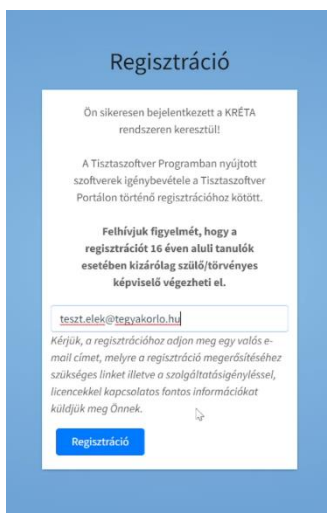 Regisztráció
Ön sikeresen bejelentkezett a KRÉTA
rendszeren keresztül!
A Tisztaszoftver Programban nyújtott
szoftverek igénybevétele a Tisztaszoftver
Portálon történő regisztrációhoz kötött.
Felhívjuk figyelmét, hogy a
regisztrációt 16 éven aluli tanulók
esetében kizárólag szülő/törvényes
képviselő végezheti el.
teszt.elek@tegyakorlo.hu
Kérjük, a regisztrációhoz adjon meg egy valós e-
mail címet, melyre a regisztráció megerősítéséhez
szükséges linket illetve a szolgáltatásigényléssel,
licencekkel kapcsolatos fontos információkat
küldjük meg Önnek.
Regisztráció